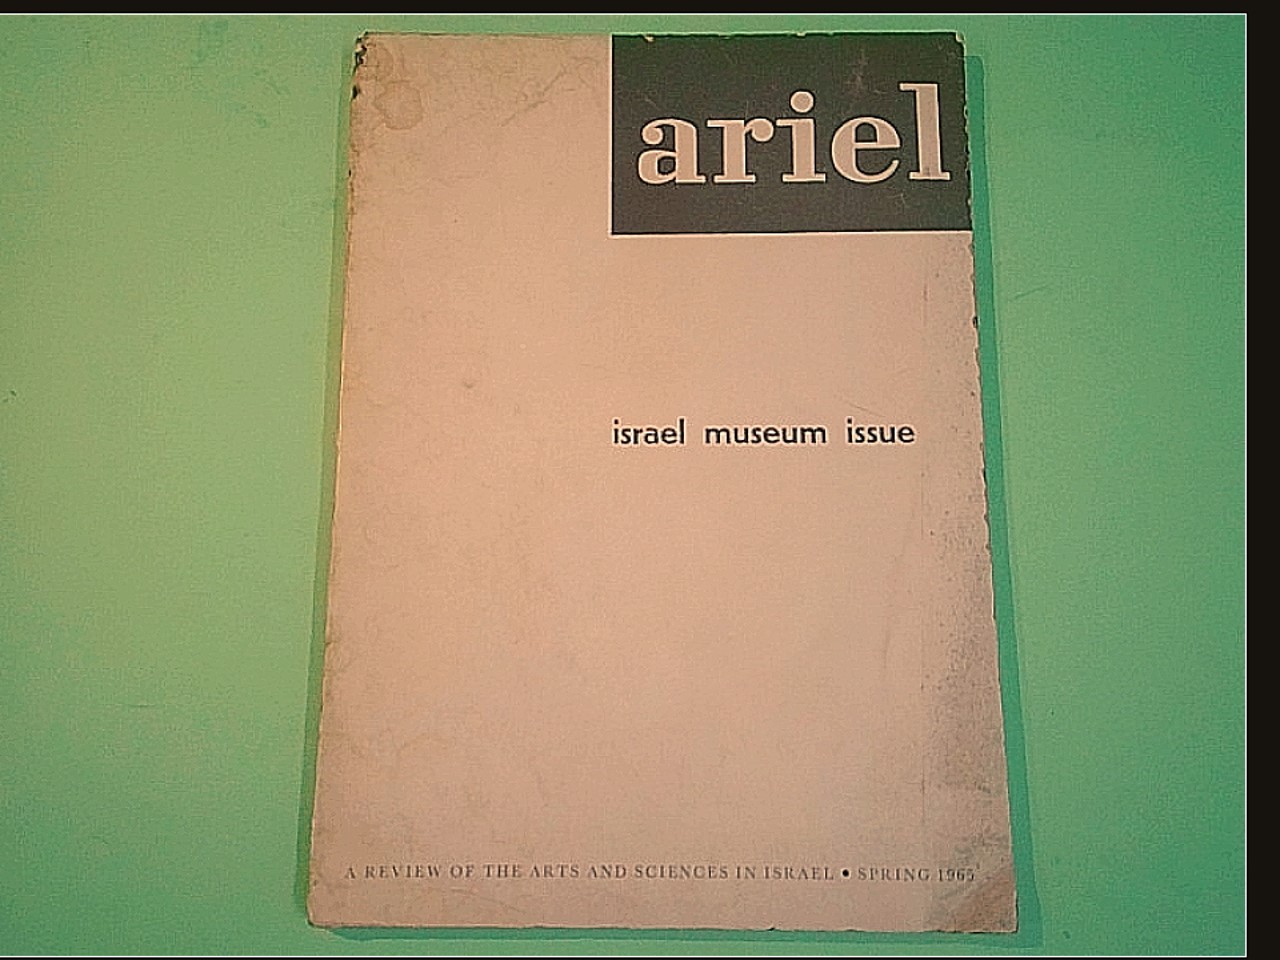 ariel
israel museum issue
A REVIEW OF THE ARTS AND SCIENCES IN ISRAEL • SPRING 1965